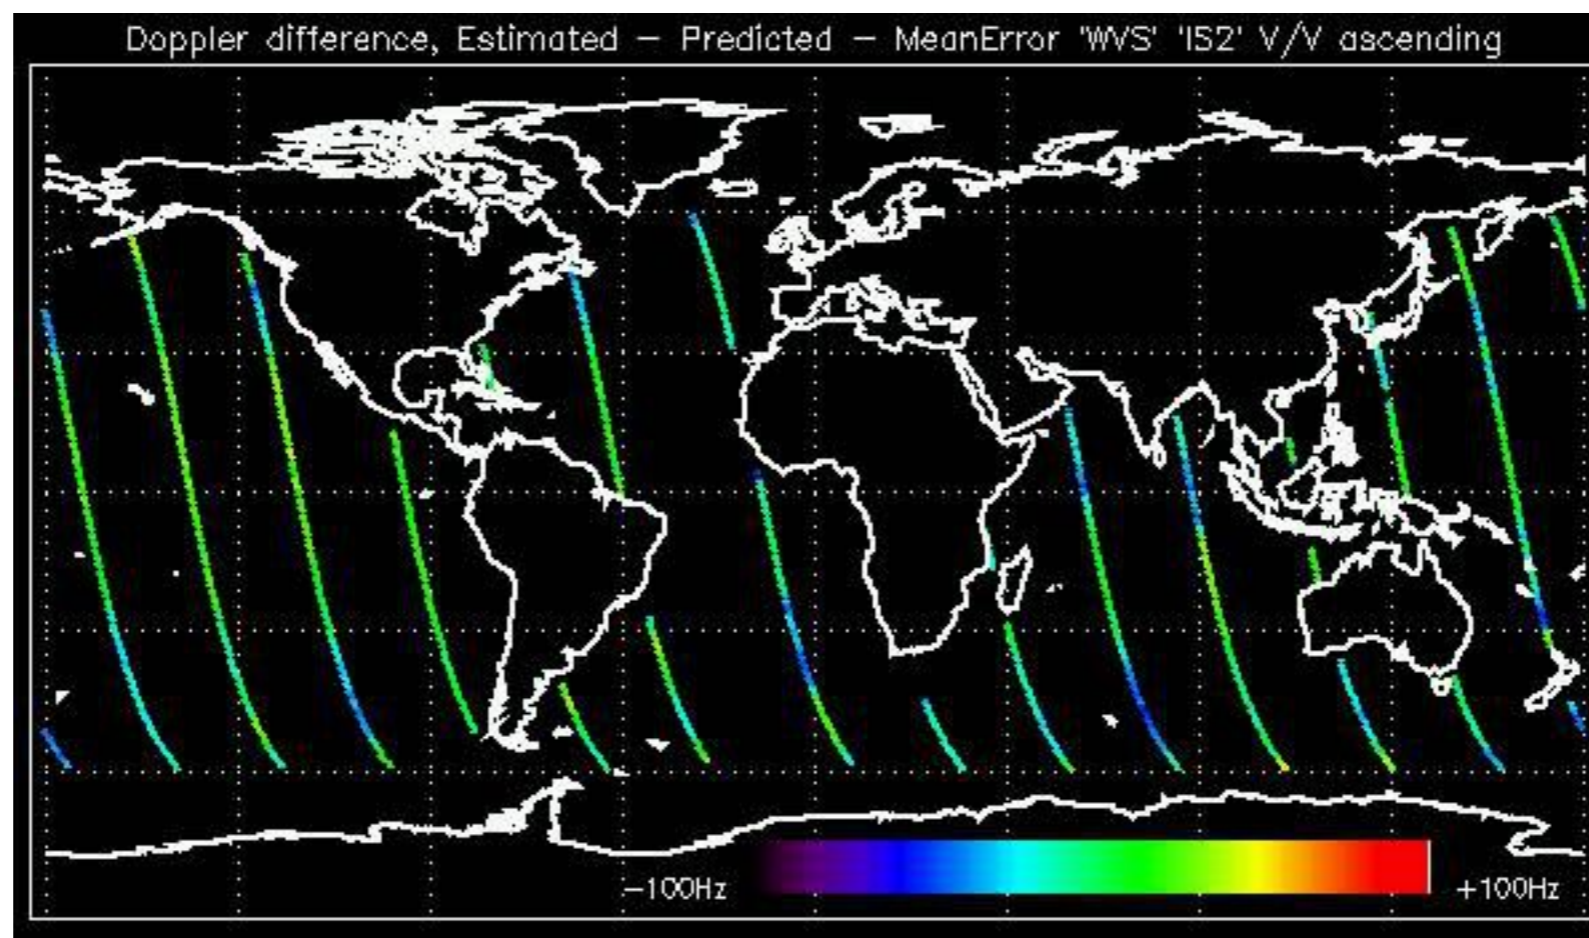 Doppler difference, Estimated – Predicted – MeanError 'WVS' 'IS2' V/V ascending
–100Hz +100Hz